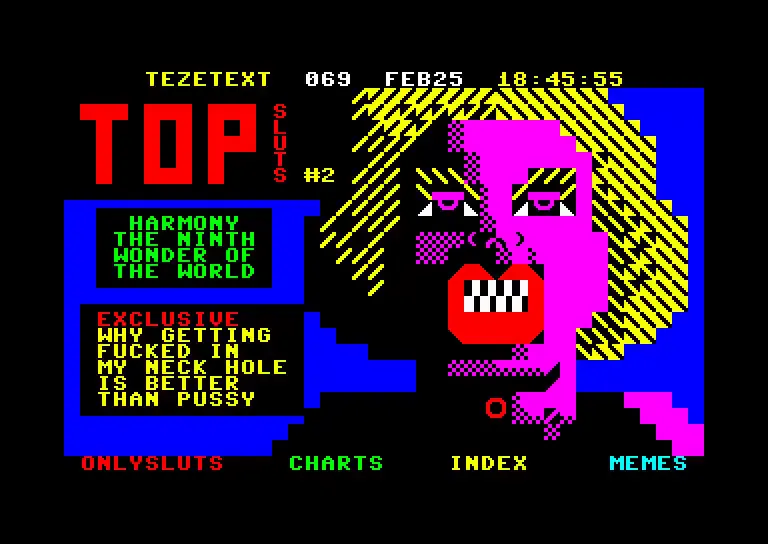 TEZETEXT 069 FEB25 18:45:55
TOP
SLUTS
#2
HARMONY
THE NINTH
WONDER OF
THE WORLD
EXCLUSIVE
WHY GETTING
FUCKED IN
MY NECK HOLE
IS BETTER
THAN PUSSY
ONLYSLUTS CHARTS INDEX MEMES